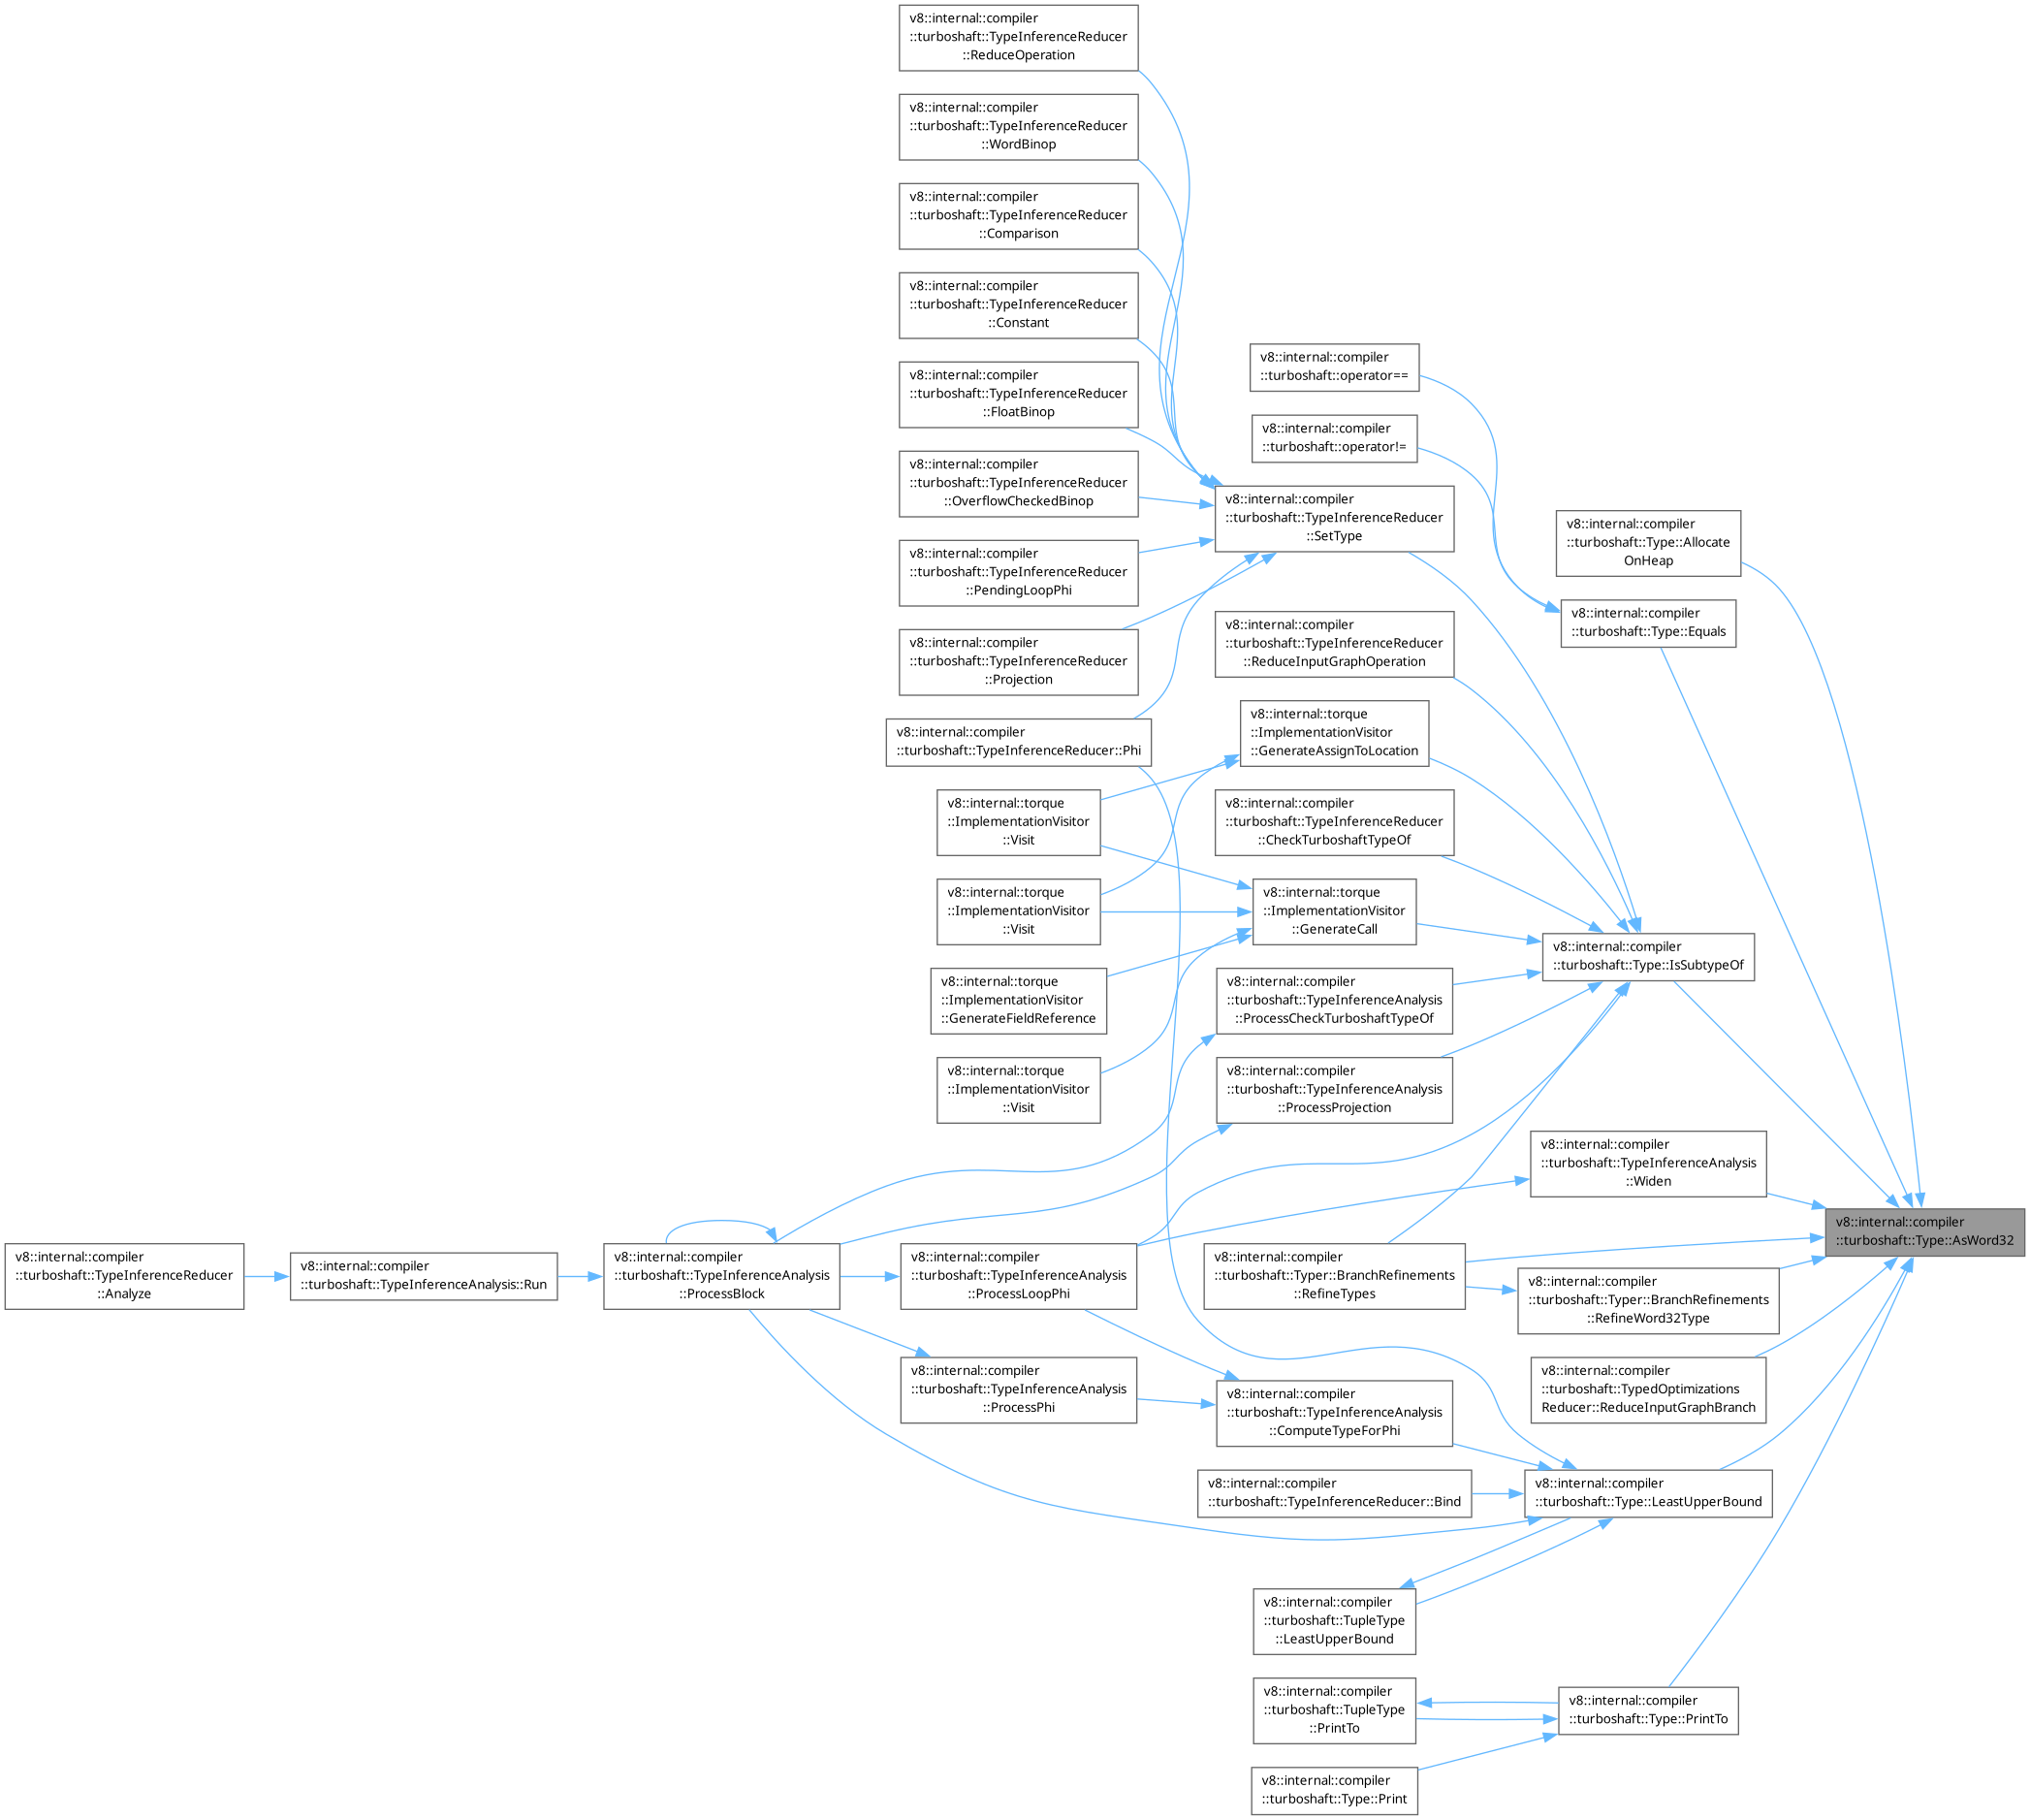 v8::internal::compiler
::turboshaft::TypeInferenceReducer
::ReduceOperation
v8::internal::compiler
::turboshaft::TypeInferenceReducer
::WordBinop
v8::internal::compiler
::turboshaft::TypeInferenceReducer
::Comparison
v8::internal::compiler
::turboshaft::TypeInferenceReducer
::Constant
v8::internal::compiler
::turboshaft::TypeInferenceReducer
::FloatBinop
v8::internal::compiler
::turboshaft::TypeInferenceReducer
::OverflowCheckedBinop
v8::internal::compiler
::turboshaft::TypeInferenceReducer
::PendingLoopPhi
v8::internal::compiler
::turboshaft::TypeInferenceReducer
::Projection
v8::internal::compiler
::turboshaft::TypeInferenceReducer::Phi
v8::internal::torque
::ImplementationVisitor
::Visit
v8::internal::torque
::ImplementationVisitor
::Visit
v8::internal::torque
::ImplementationVisitor
::GenerateFieldReference
v8::internal::torque
::ImplementationVisitor
::Visit
v8::internal::compiler
::turboshaft::TypeInferenceReducer
::Analyze
v8::internal::compiler
::turboshaft::TypeInferenceAnalysis::Run
v8::internal::compiler
::turboshaft::TypeInferenceAnalysis
::ProcessBlock
v8::internal::compiler
::turboshaft::TypeInferenceAnalysis
::ProcessLoopPhi
v8::internal::compiler
::turboshaft::TypeInferenceAnalysis
::ProcessPhi
v8::internal::compiler
::turboshaft::operator==
v8::internal::compiler
::turboshaft::operator!=
v8::internal::compiler
::turboshaft::TypeInferenceReducer
::SetType
v8::internal::compiler
::turboshaft::TypeInferenceReducer
::ReduceInputGraphOperation
v8::internal::torque
::ImplementationVisitor
::GenerateAssignToLocation
v8::internal::compiler
::turboshaft::TypeInferenceReducer
::CheckTurboshaftTypeOf
v8::internal::torque
::ImplementationVisitor
::GenerateCall
v8::internal::compiler
::turboshaft::TypeInferenceAnalysis
::ProcessCheckTurboshaftTypeOf
v8::internal::compiler
::turboshaft::TypeInferenceAnalysis
::ProcessProjection
v8::internal::compiler
::turboshaft::Typer::BranchRefinements
::RefineTypes
v8::internal::compiler
::turboshaft::TypeInferenceAnalysis
::ComputeTypeForPhi
v8::internal::compiler
::turboshaft::TypeInferenceReducer::Bind
v8::internal::compiler
::turboshaft::TupleType
::LeastUpperBound
v8::internal::compiler
::turboshaft::TupleType
::PrintTo
v8::internal::compiler
::turboshaft::Type::Print
v8::internal::compiler
::turboshaft::Type::Allocate
OnHeap
v8::internal::compiler
::turboshaft::Type::Equals
v8::internal::compiler
::turboshaft::Type::IsSubtypeOf
v8::internal::compiler
::turboshaft::TypeInferenceAnalysis
::Widen
v8::internal::compiler
::turboshaft::Typer::BranchRefinements
::RefineWord32Type
v8::internal::compiler
::turboshaft::TypedOptimizations
Reducer::ReduceInputGraphBranch
v8::internal::compiler
::turboshaft::Type::LeastUpperBound
v8::internal::compiler
::turboshaft::Type::PrintTo
v8::internal::compiler
::turboshaft::Type::AsWord32